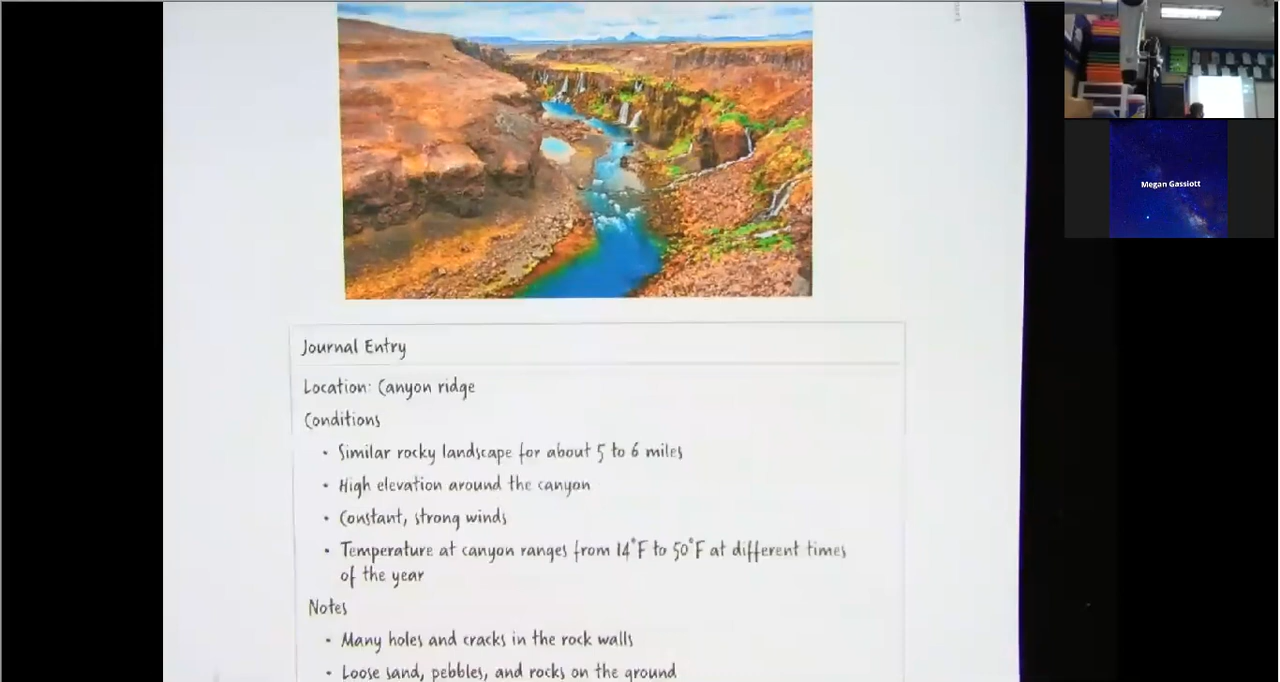 Journal Entry
Location: Canyon ridge
Conditions
• Similar rocky landscape for about 5 to 6 miles
• High elevation around the canyon
• Constant, strong winds
• Temperature at canyon ranges from 14°F to 50°F at different times
of the year
Notes
• Many holes and cracks in the rock walls
• Loose sand, pebbles, and rocks on the ground
Megan Gassiott